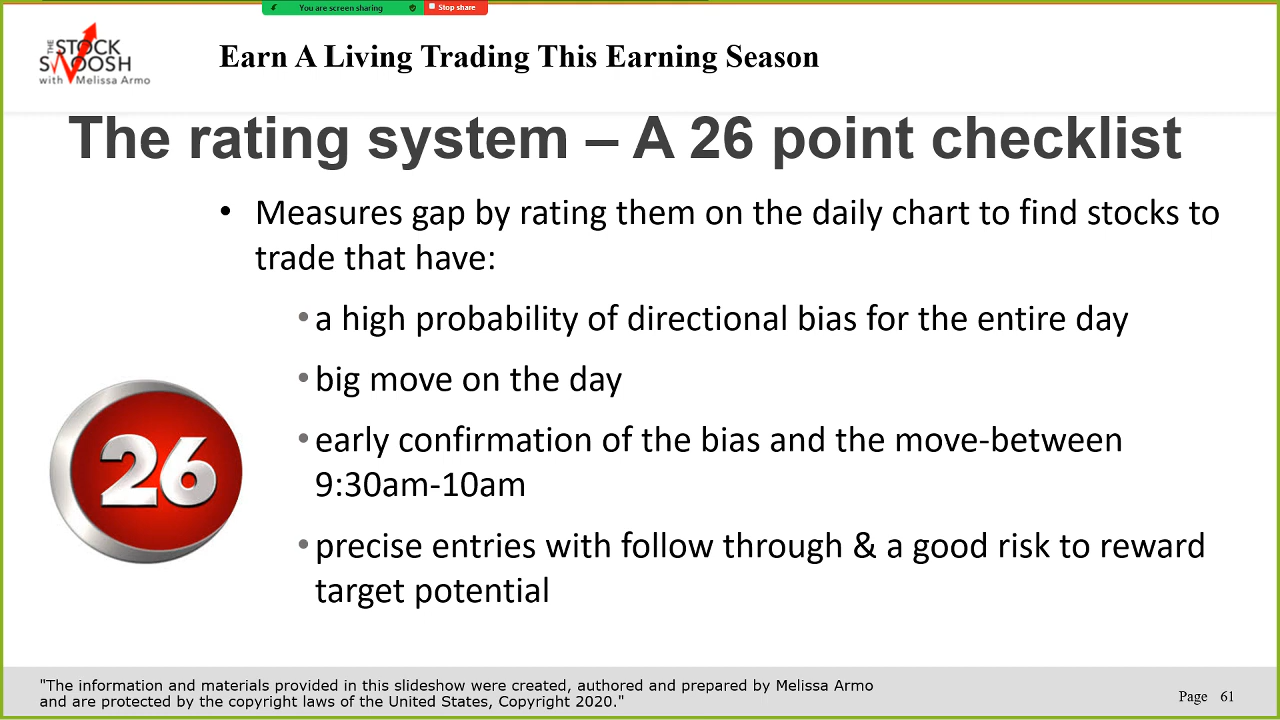 You are screen sharing
Stop share
THE STOCK
SWOOSH
with Melissa Armo
Earn A Living Trading This Earning Season
The rating system – A 26 point checklist
• Measures gap by rating them on the daily chart to find stocks to
trade that have:
• a high probability of directional bias for the entire day
• big move on the day
• early confirmation of the bias and the move-between
9:30am-10am
• precise entries with follow through & a good risk to reward
target potential
26
"The information and materials provided in this slideshow were created, authored and prepared by Melissa Armo
and are protected by the copyright laws of the United States, Copyright 2020."
Page 61